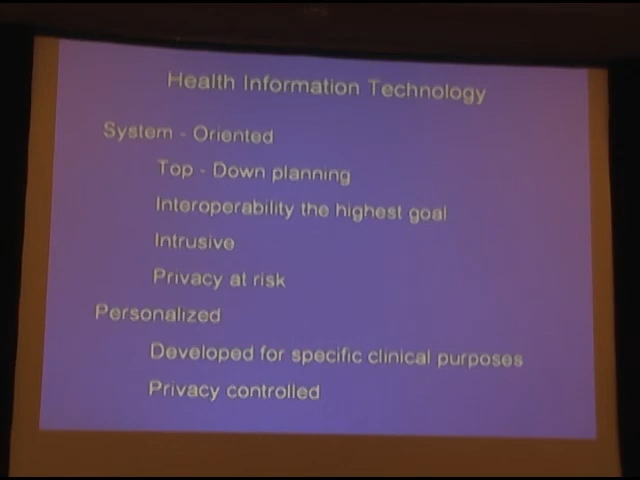 Health Information Technology
System - Oriented
Top - Down planning
Interoperability the highest goal
Intrusive
Privacy at risk
Personalized
Developed for specific clinical purposes
Privacy controlled